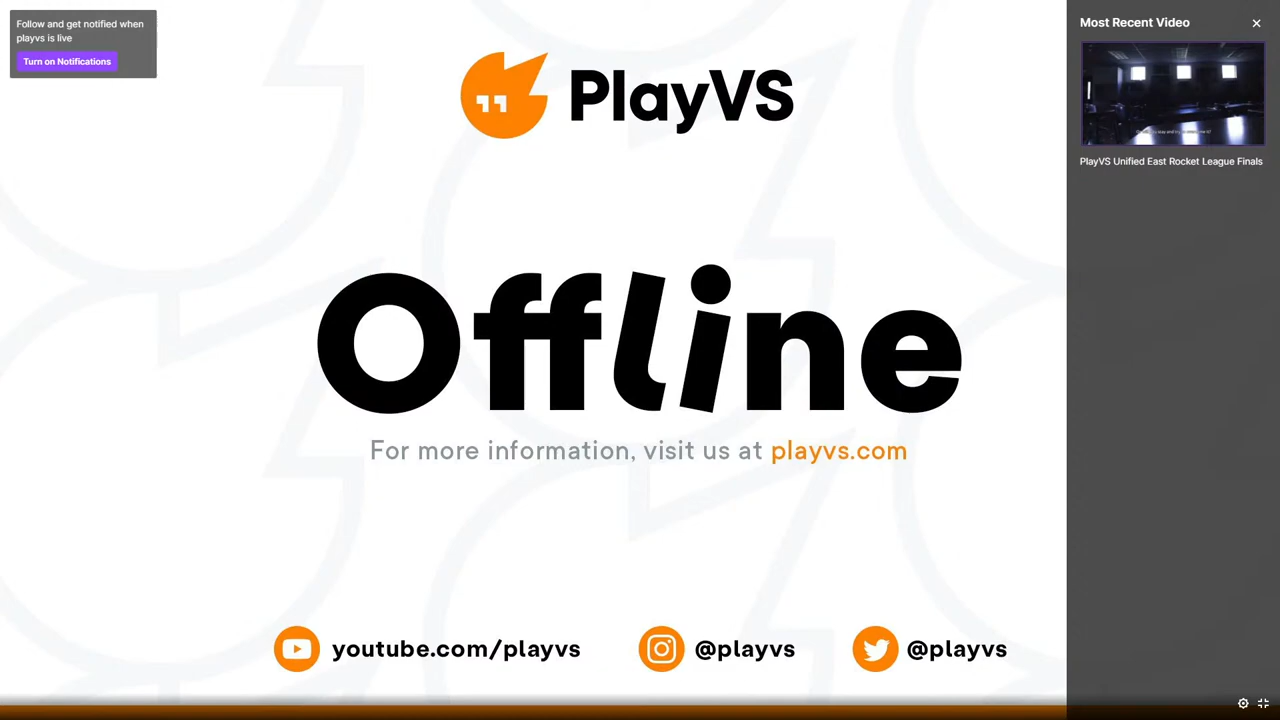 Follow and get notified when
playvs is live
Turn on Notifications
PlayVS
Offline
For more information, visit us at playvs.com
youtube.com/playvs
@playvs
@playvs
Most Recent Video
PlayVS Unified East Rocket League Finals